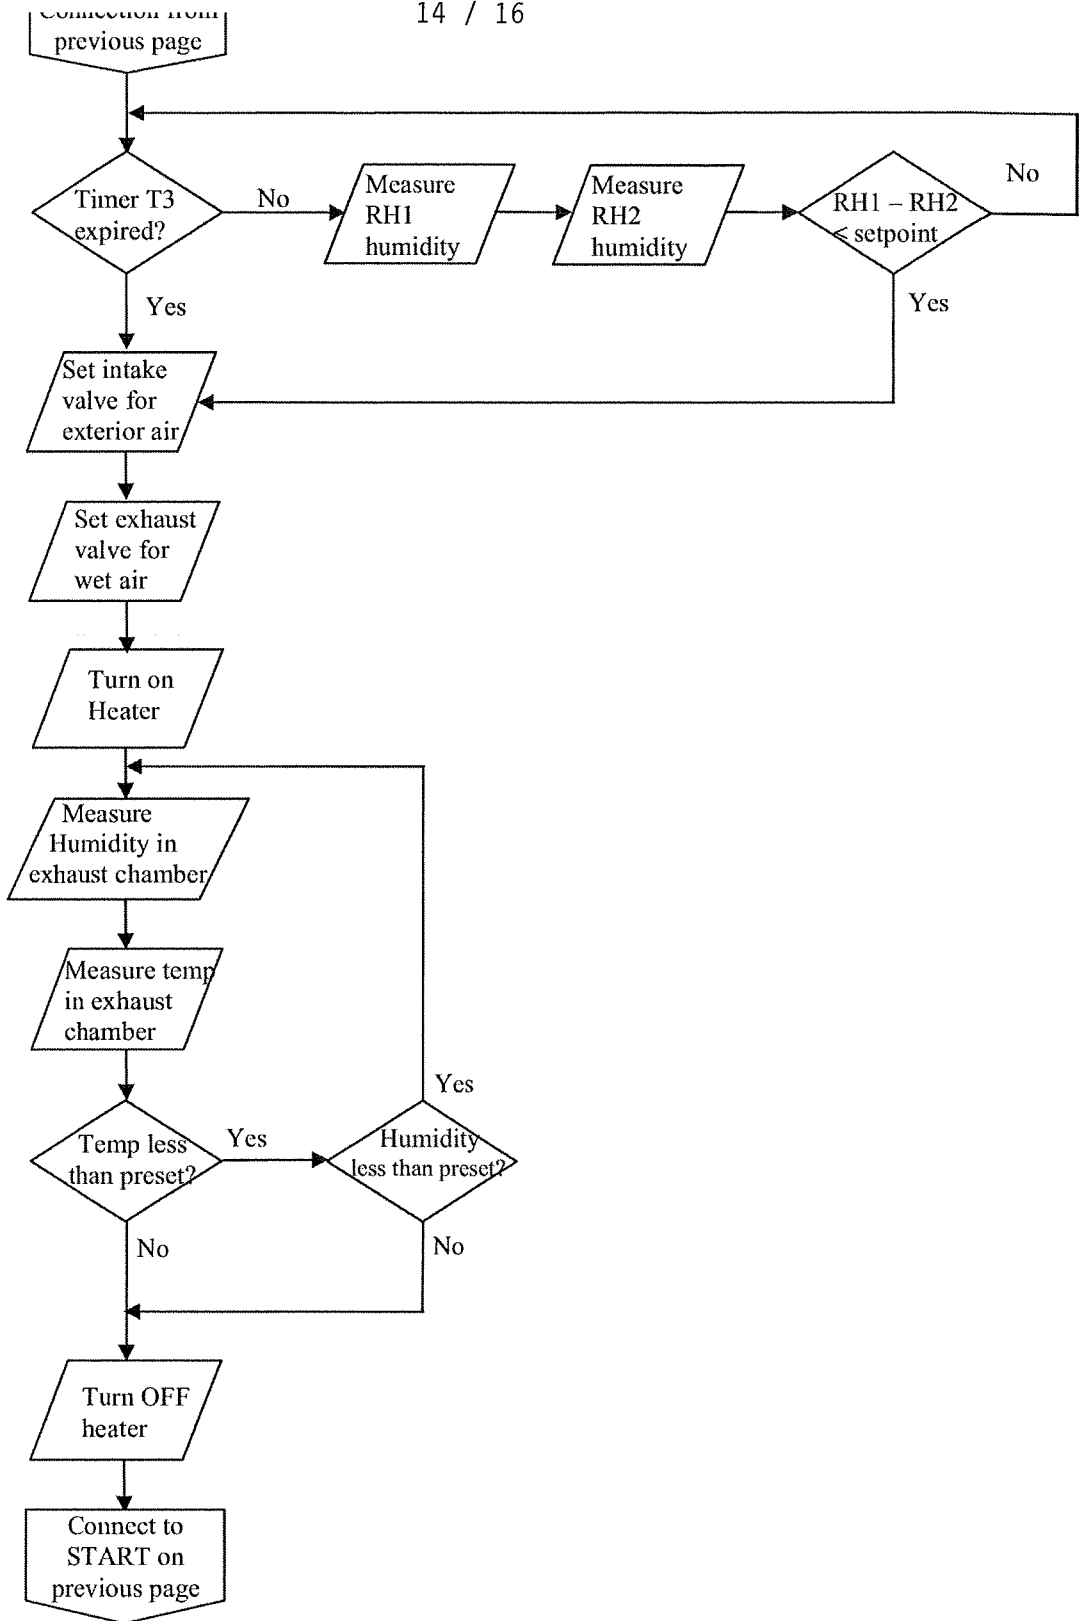 14 / 16
Connection from
previous page
Timer T3
expired?
No
Measure
RH1
humidity
Measure
RH2
humidity
RH1 – RH2
< setpoint
No
Yes
Yes
Set intake
valve for
exterior air
Set exhaust
valve for
wet air
Turn on
Heater
Measure
Humidity in
exhaust chamber
Measure temp
in exhaust
chamber
Temp less
than preset?
Yes
Humidity
less than preset?
Yes
No
No
Turn OFF
heater
Connect to
START on
previous page